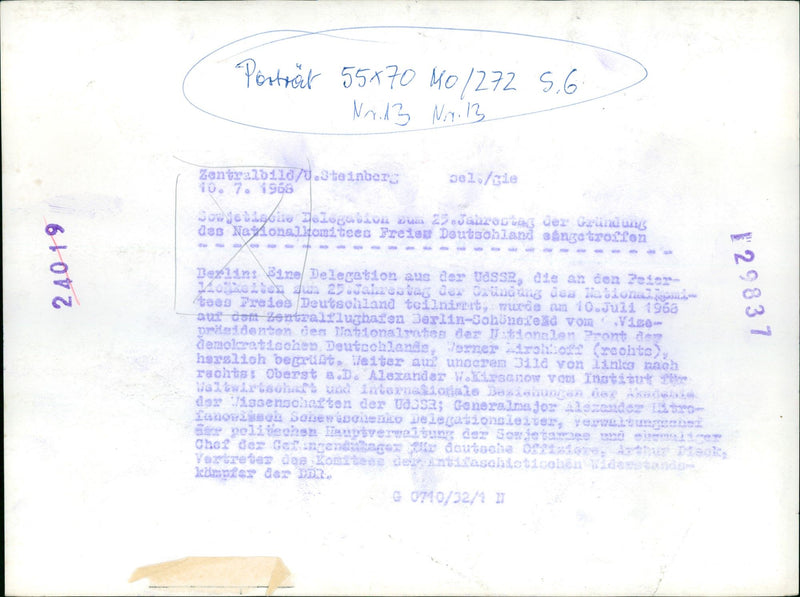 Porträt 55x70 MO/272 S.6
Nr.13 Nr.13
Zentralbild/U.Steinberg sel./gie
10. 7. 1968
Sowjetische Delegation zum 25.Jahrestag der Gründung
des Nationalkomitees Freies Deutschland eingetroffen
Berlin: Eine Delegation aus der UdSSR, die an den Feier-
lichkeiten zum 25.Jahrestag der Gründung des Nationalkomi-
tees Freies Deutschland teilnimmt, wurde am 10.Juli 1968
auf dem Zentralflughafen Berlin-Schönefeld vom Vize-
präsidenten des Nationalrates der Nationalen Front des
demokratischen Deutschlands, Werner Kirchhoff (rechts),
herzlich begrüßt. Weiter auf unserem Bild von links nach
rechts: Oberst a.D. Alexander W.Kirsanow vom Institut für
Weltwirtschaft und internationale Beziehungen der Akademie
der Wissenschaften der UdSSR; Generalmajor Alexander Mitro-
fanowitsch Schewtschenko Delegationsleiter, Verwaltungschef
der politischen Hauptverwaltung der Sowjetarmee und ehemaliger
Chef der Gefangenenlager für deutsche Offiziere, Arthur Pieck,
Vertreter des Komitees der Antifaschistischen Widerstands-
kämpfer der DDR.
G 0710/32/1 N
24019
129837